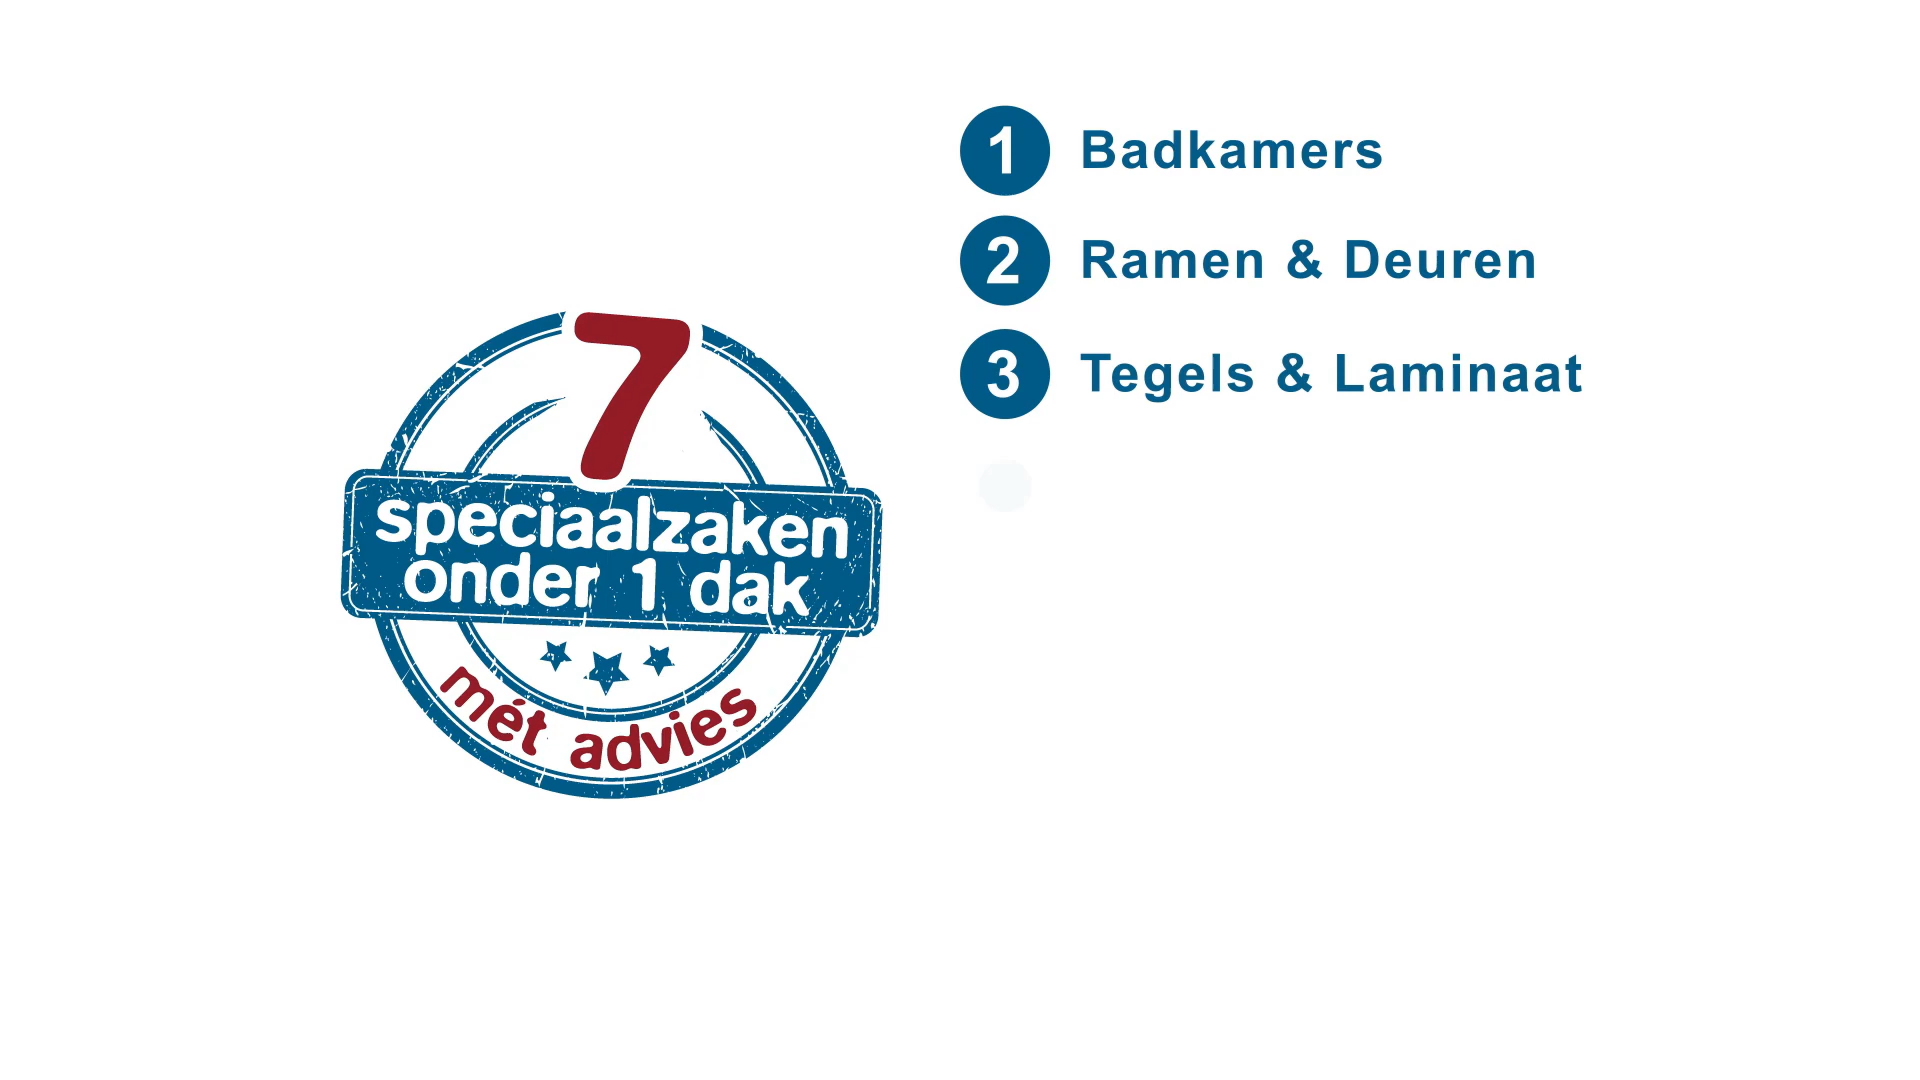 7
speciaalzaken
onder 1 dak
mét advies
1 Badkamers
2 Ramen & Deuren
3 Tegels & Laminaat